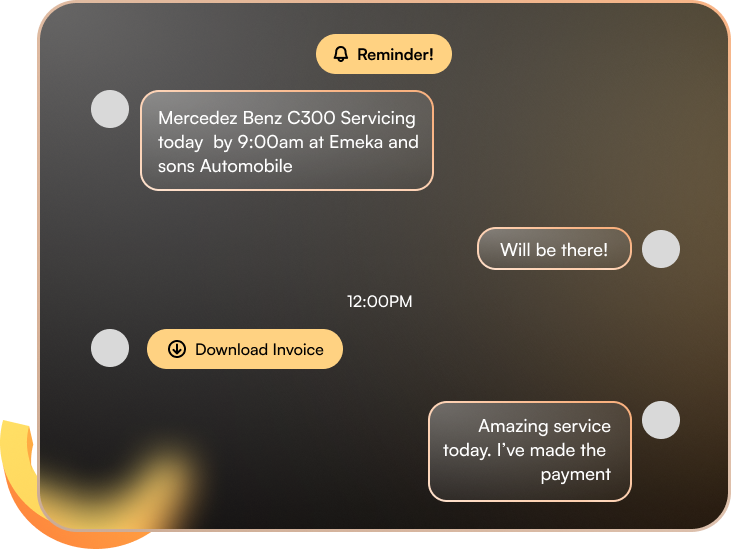 Reminder!
Mercedez Benz C300 Servicing
today by 9:00am at Emeka and
sons Automobile
Will be there!
12:00PM
Download Invoice
Amazing service
today. I’ve made the
payment